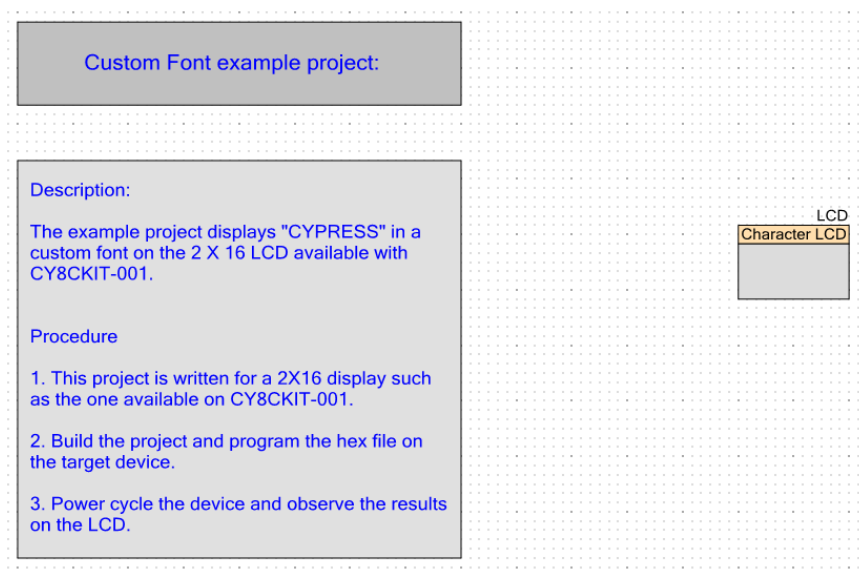 Custom Font example project:
Description:
The example project displays "CYPRESS" in a
custom font on the 2 X 16 LCD available with
CY8CKIT-001.
Procedure
1. This project is written for a 2X16 display such
as the one available on CY8CKIT-001.
2. Build the project and program the hex file on
the target device.
3. Power cycle the device and observe the results
on the LCD.
LCD
Character LCD